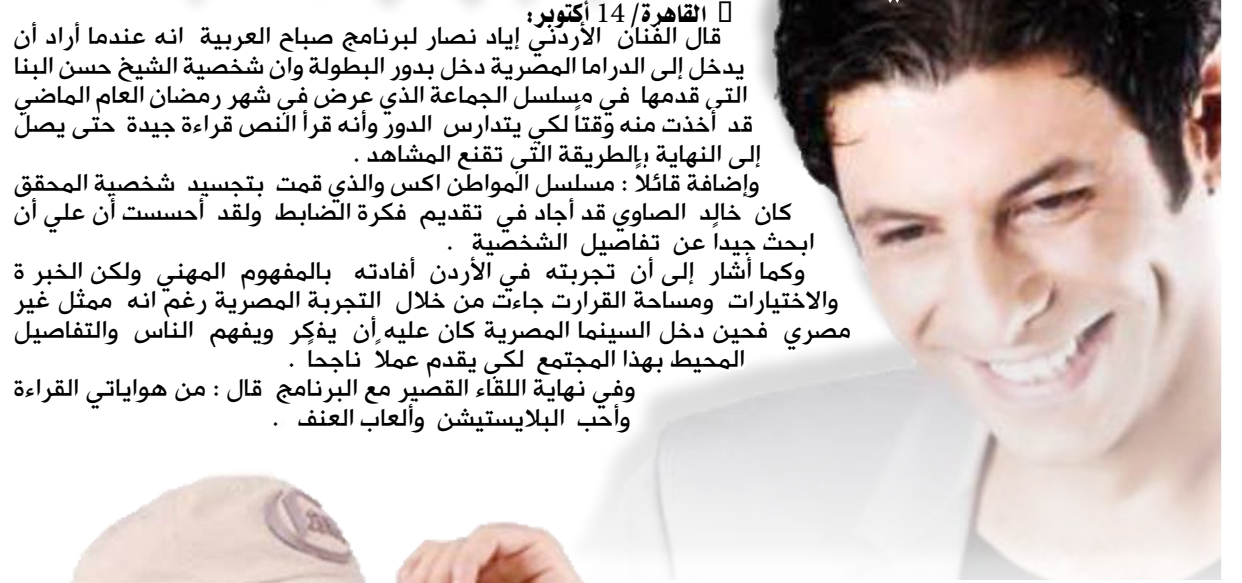 القاهرة/ 14 أكتوبر:
قال الفنان الأردني إياد نصار لبرنامج صباح العربية انه عندما أراد أن
يدخل إلى الدراما المصرية دخل بدور البطولة وان شخصية الشيخ حسن البنا
التي قدمها في مسلسل الجماعة الذي عرض في شهر رمضان العام الماضي
قد أخذت منه وقتاً لكي يتدارس الدور وأنه قرأ النص قراءة جيدة حتى يصل
إلى النهاية بالطريقة التي تقنع المشاهد .
وإضافة قائلاً : مسلسل المواطن اكس والذي قمت بتجسيد شخصية المحقق
كان خالد الصاوي قد أجاد في تقديم فكرة الضابط ولقد أحسست أن علي أن
ابحث جيداً عن تفاصيل الشخصية .
وكما أشار إلى أن تجربته في الأردن أفادته بالمفهوم المهني ولكن الخبر ة
والاختيارات ومساحة القرارت جاءت من خلال التجربة المصرية رغم انه ممثل غير
مصري فحين دخل السينما المصرية كان عليه أن يفكر ويفهم الناس والتفاصيل
المحيط بهذا المجتمع لكي يقدم عملاً ناجحاً .
وفي نهاية اللقاء القصير مع البرنامج قال : من هواياتي القراءة
وأحب البلايستيشن وألعاب العنف .